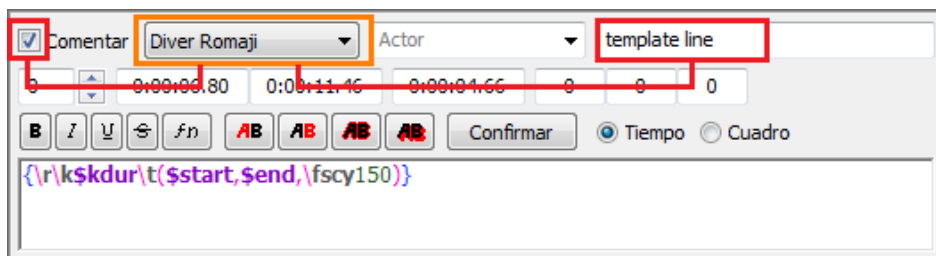 Comentar Diver Romaji Actor template line
0 0:00:06.80 0:00:11.46 0:00:04.66 0 0 0
B I U S fn AB AB AB AB Confirmar Tiempo Cuadro
{\r\k$kdur\t($start,$end,\fscy150)}